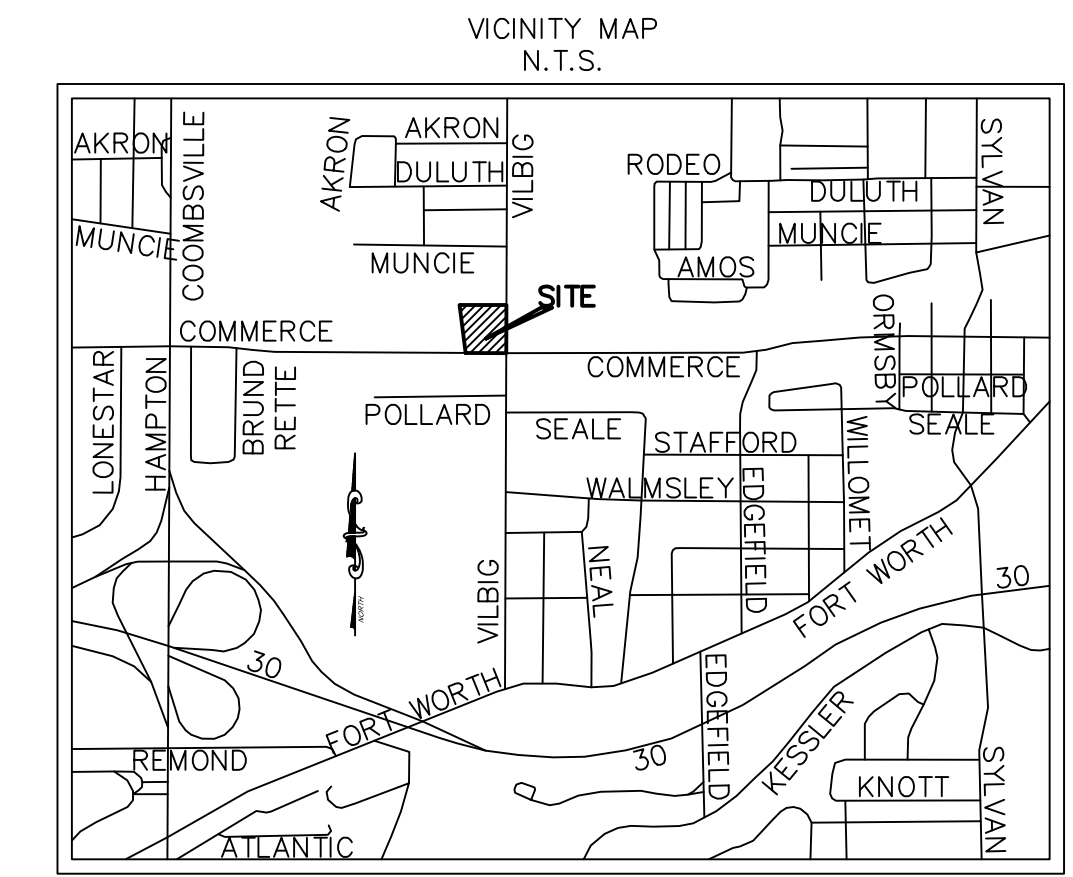 VICINITY MAP
N.T.S.
AKRON
COOMBSVILLE
AKRON
AKRON
DULUTH
VILBIG
RODEO
DULUTH
SYLVAN
MUNCIE
MUNCIE
MUNCIE
AMOS
SITE
COMMERCE
COMMERCE
ORMSBY
LONESTAR
HAMPTON
BRUND
RETTE
POLLARD
POLLARD
SEALE
SEALE
STAFFORD
WILLOMET
WALMSLEY
EDGEFIELD
NEAL
VILBIG
NORTH
FORT WORTH
30
30
FORT WORTH
EDGEFIELD
KESSLER
30
REMOND
KNOTT
SYLVAN
ATLANTIC